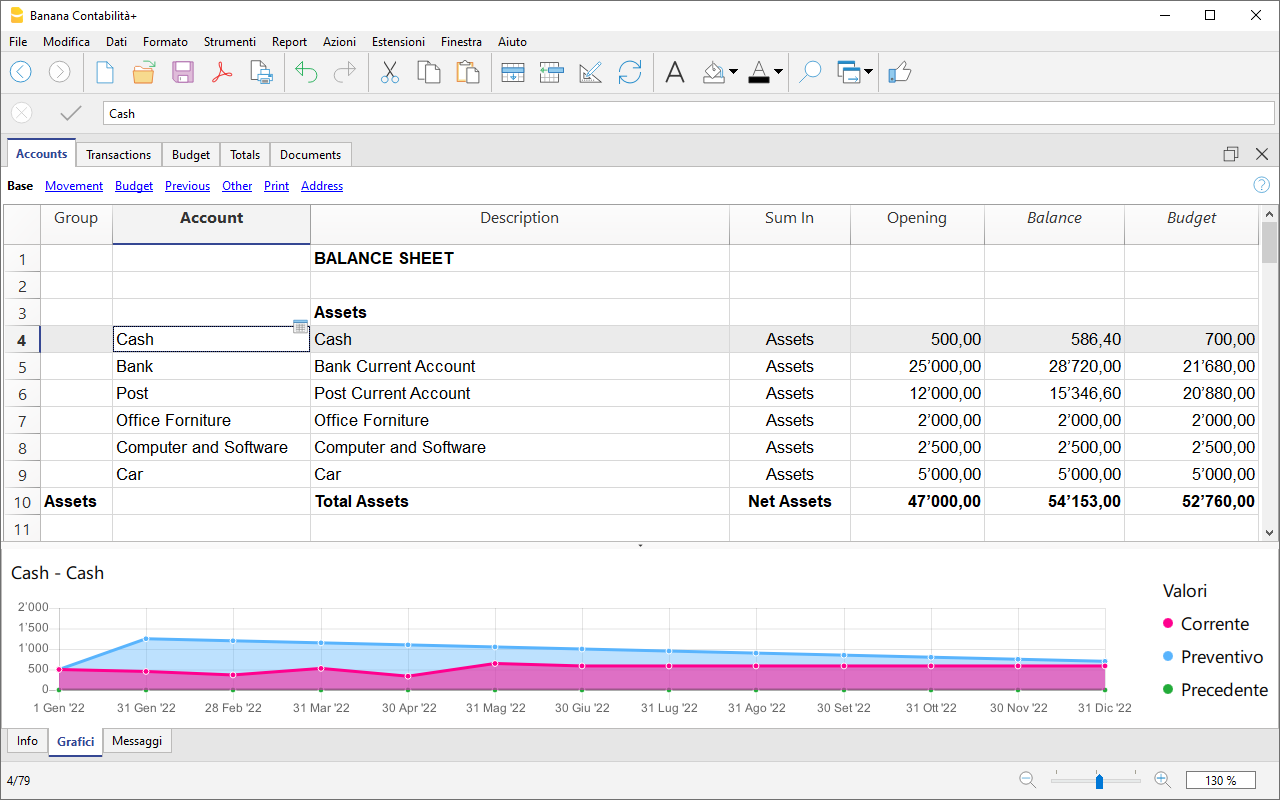 Banana Contabilità+
File Modifica Dati Formato Strumenti Report Azioni Estensioni Finestra Aiuto
Cash
Accounts Transactions Budget Totals Documents
Base Movement Budget Previous Other Print Address
Group Account Description Sum In Opening Balance Budget
1 BALANCE SHEET
2
3 Assets
4 Cash Cash Assets 500,00 586,40 700,00
5 Bank Bank Current Account Assets 25’000,00 28’720,00 21’680,00
6 Post Post Current Account Assets 12’000,00 15’346,60 20’880,00
7 Office Forniture Office Forniture Assets 2’000,00 2’000,00 2’000,00
8 Computer and Software Computer and Software Assets 2’500,00 2’500,00 2’500,00
9 Car Car Assets 5’000,00 5’000,00 5’000,00
10 Assets Total Assets Net Assets 47’000,00 54’153,00 52’760,00
11
Cash - Cash
2’000
1’500
1’000
500
0
1 Gen '22 31 Gen '22 28 Feb '22 31 Mar '22 30 Apr '22 31 Mag '22 30 Giu '22 31 Lug '22 31 Ago '22 30 Set '22 31 Ott '22 30 Nov '22 31 Dic '22
Valori
Corrente
Preventivo
Precedente
Info Grafici Messaggi
4/79 130 %